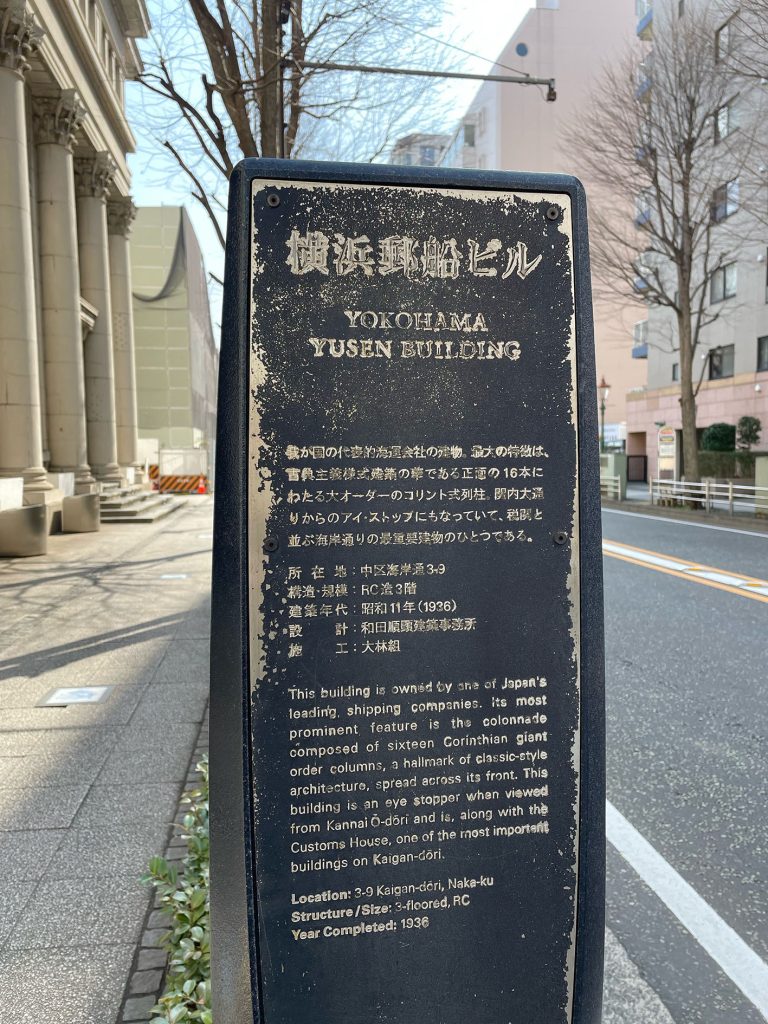 横浜郵船ビル
YOKOHAMA
YUSEN BUILDING
我が国の代表的海運会社の建物。最大の特徴は、
古典主義様式建築の華である正面の16本に
わたる大オーダーのコリント式列柱。関内大通
りからのアイ・ストップにもなっていて、税関と
並ぶ海岸通りの最重要建物のひとつである。
所在地：中区海岸通3-9
構造・規模：RC造3階
建築年代：昭和11年(1936)
設計：和田順顕建築事務所
施工：大林組
This building is owned by one of Japan's
leading shipping companies. Its most
prominent feature is the colonnade
composed of sixteen Corinthian giant
order columns, a hallmark of classic-style
architecture, spread across its front. This
building is an eye stopper when viewed
from Kannai Ō-dōri and is, along with the
Customs House, one of the most important
buildings on Kaigan-dōri.
Location: 3-9 Kaigan-dōri, Naka-ku
Structure/Size: 3-floored, RC
Year Completed: 1936